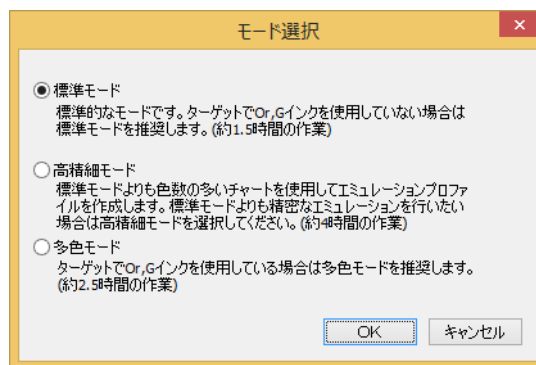 モード選択
標準モード
標準的なモードです。ターゲットでOr,Gインクを使用していない場合は
標準モードを推奨します。(約1.5時間の作業)
高精細モード
標準モードよりも色数の多いチャートを使用してエミュレーションプロファ
イルを作成します。標準モードよりも精密なエミュレーションを行いたい
場合は高精細モードを選択してください。(約4時間の作業)
多色モード
ターゲットでOr,Gインクを使用している場合は多色モードを推奨します。
(約2.5時間の作業)
OK キャンセル